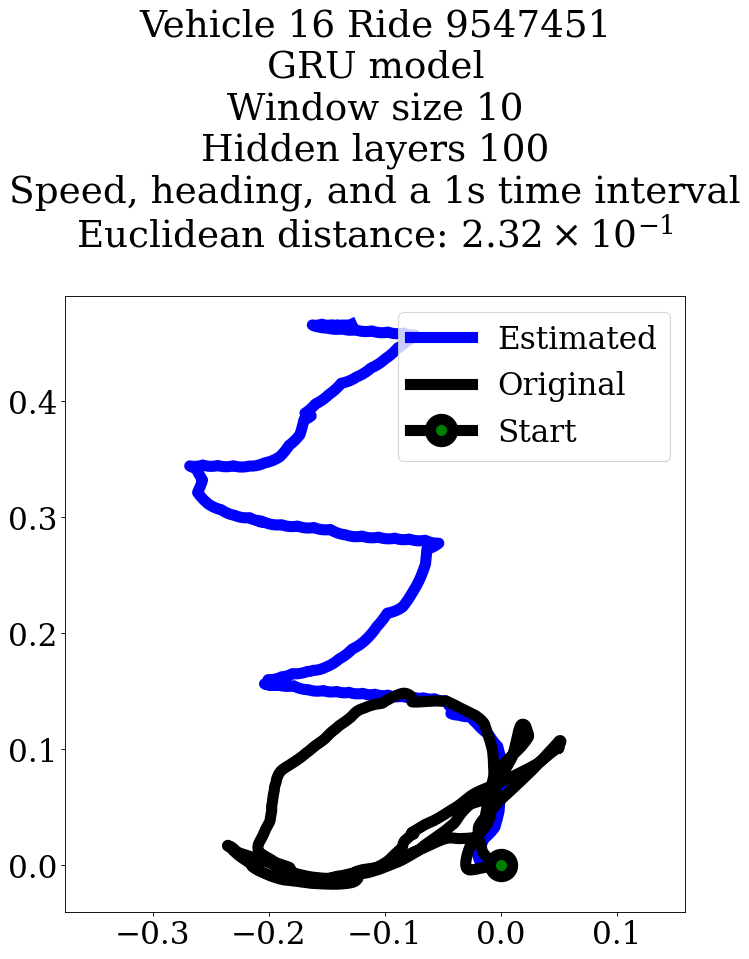 Vehicle 16 Ride 9547451
GRU model
Window size 10
Hidden layers 100
Speed, heading, and a 1s time interval
Euclidean distance: 2.32 × 10⁻¹
Estimated
Original
Start
0.4
0.3
0.2
0.1
0.0
−0.3 −0.2 −0.1 0.0 0.1